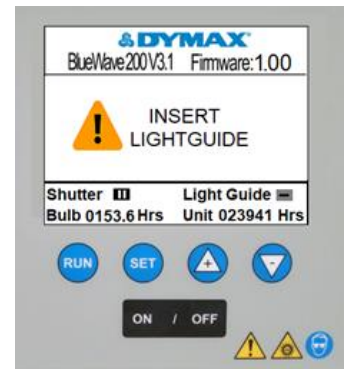 DYMAX
BlueWave 200 V3.1 Firmware: 1.00
INSERT
LIGHTGUIDE
Shutter Light Guide
Bulb 0153.6 Hrs Unit 023941 Hrs
RUN SET + -
ON / OFF